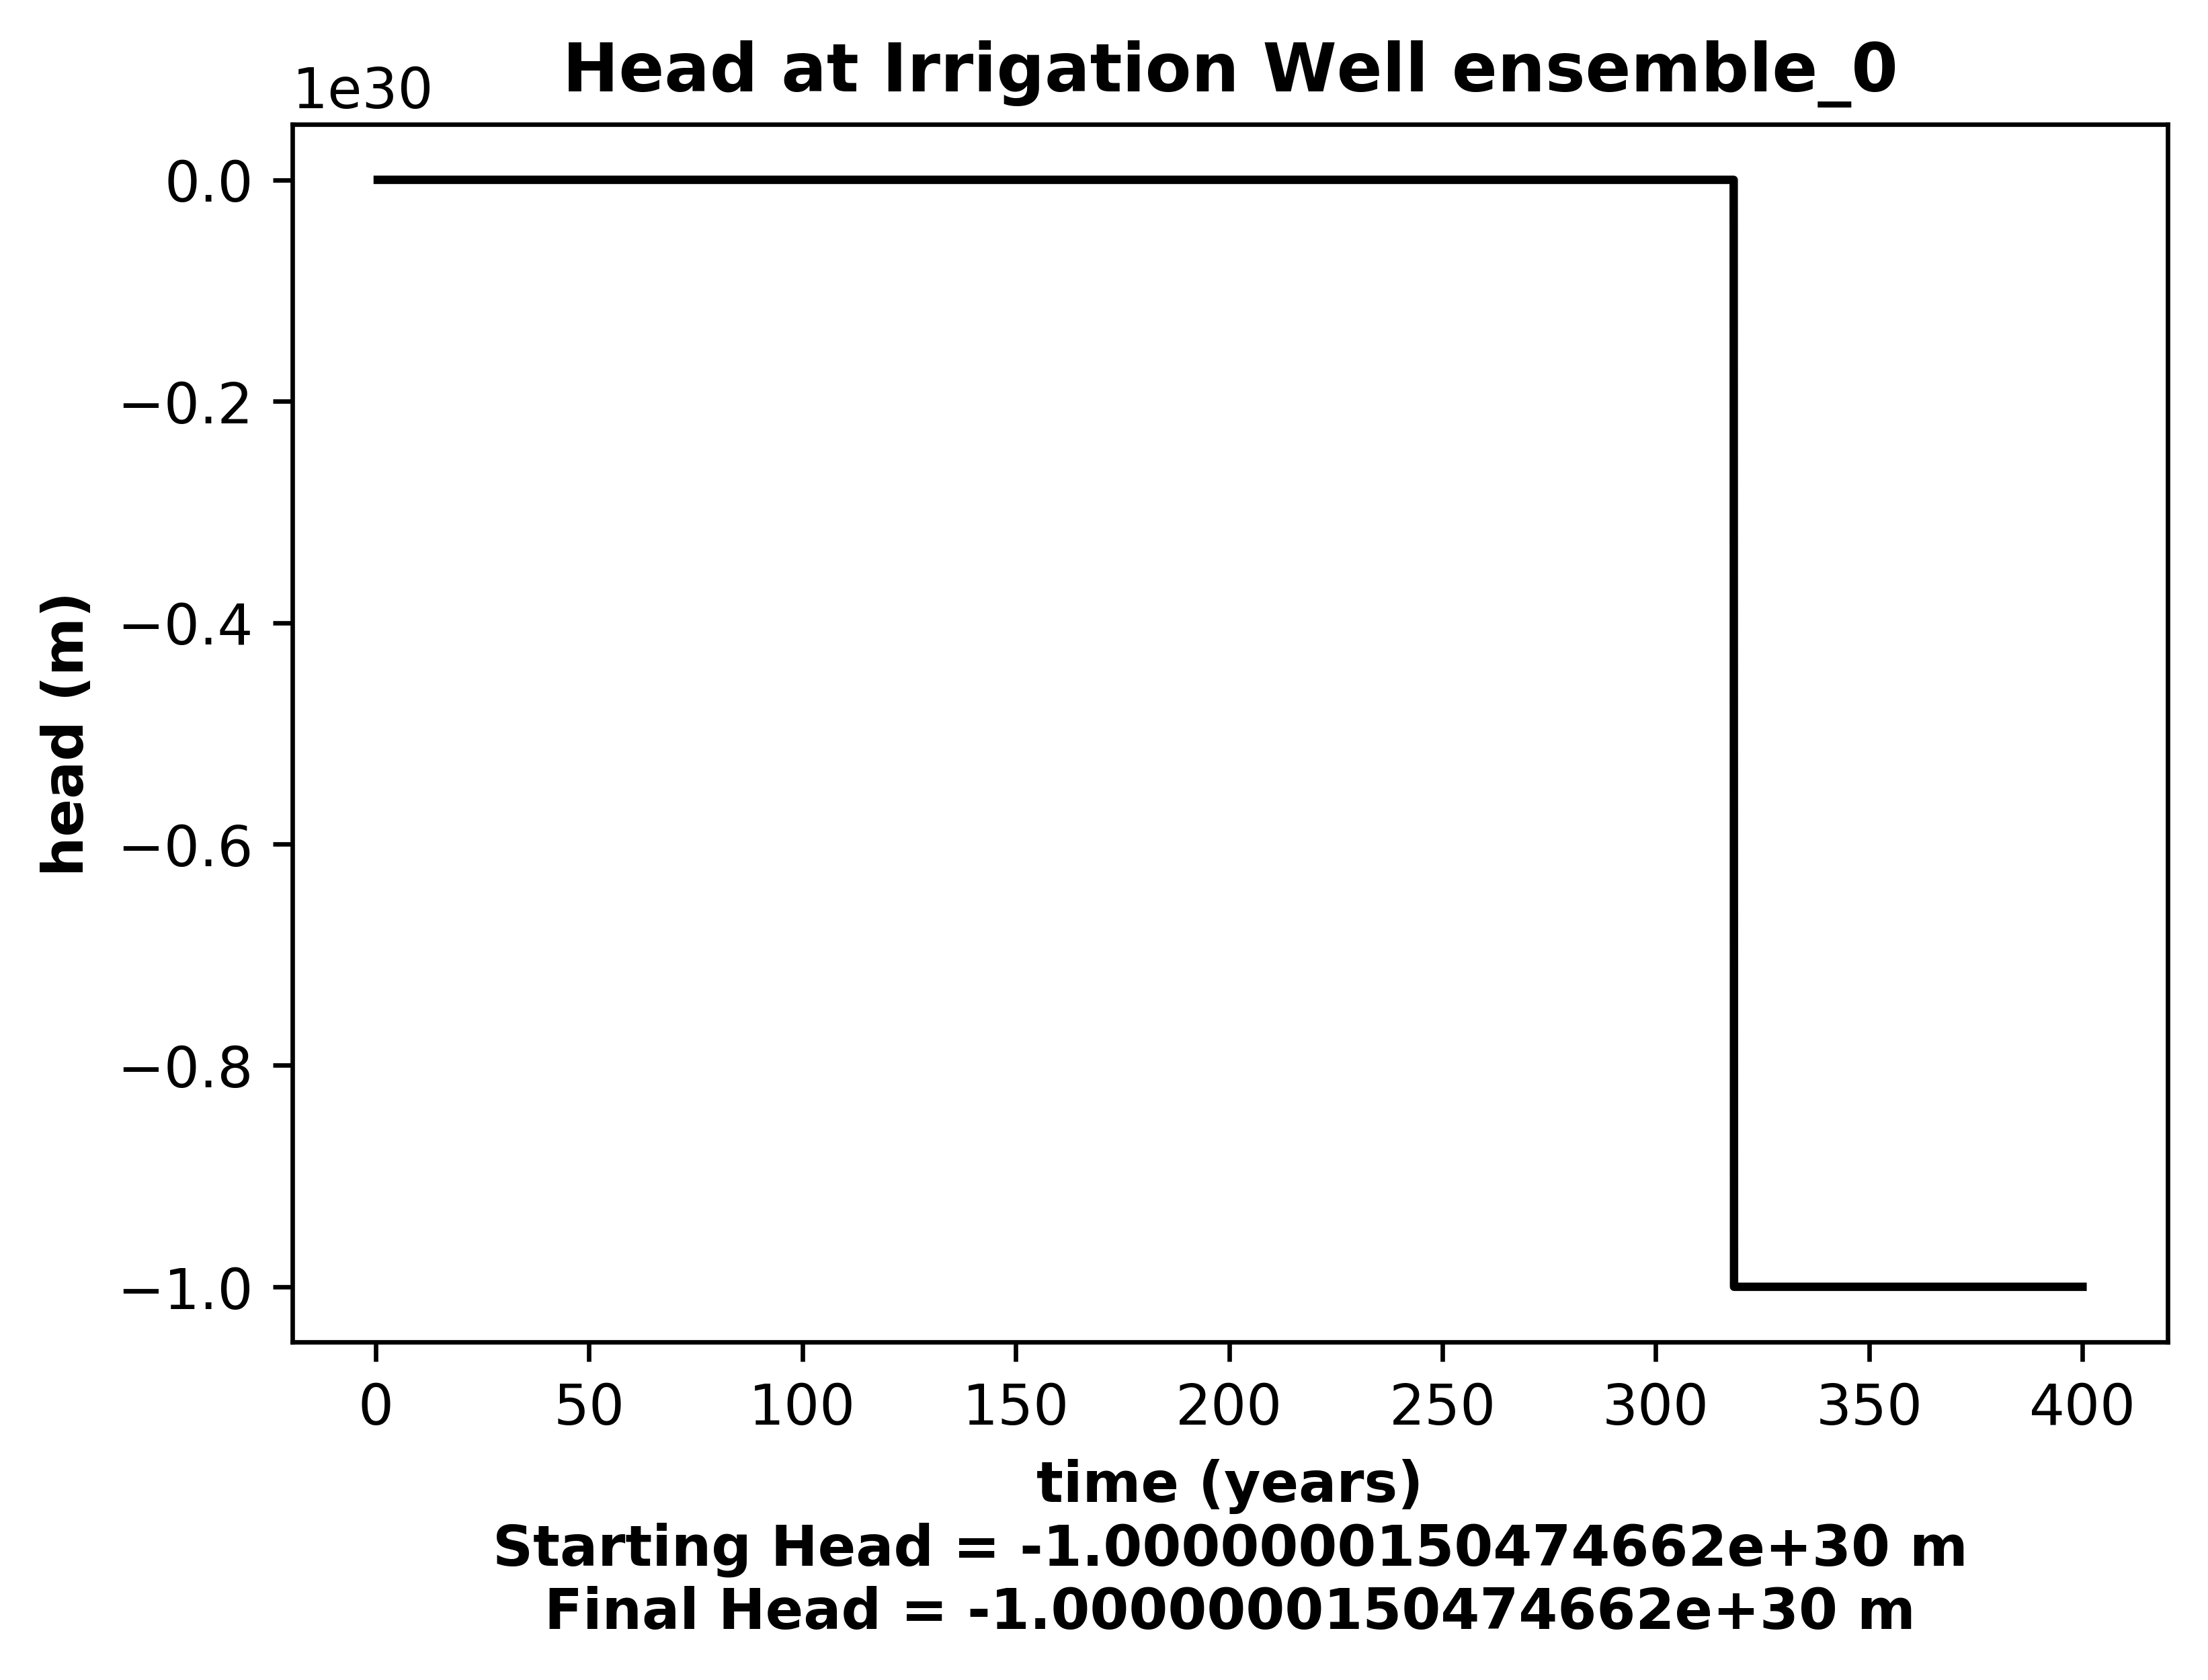 Head at Irrigation Well ensemble_0
1e30
0.0
−0.2
−0.4
−0.6
−0.8
−1.0
head (m)
0 50 100 150 200 250 300 350 400
time (years)
Starting Head = -1.0000000150474662e+30 m
Final Head = -1.0000000150474662e+30 m